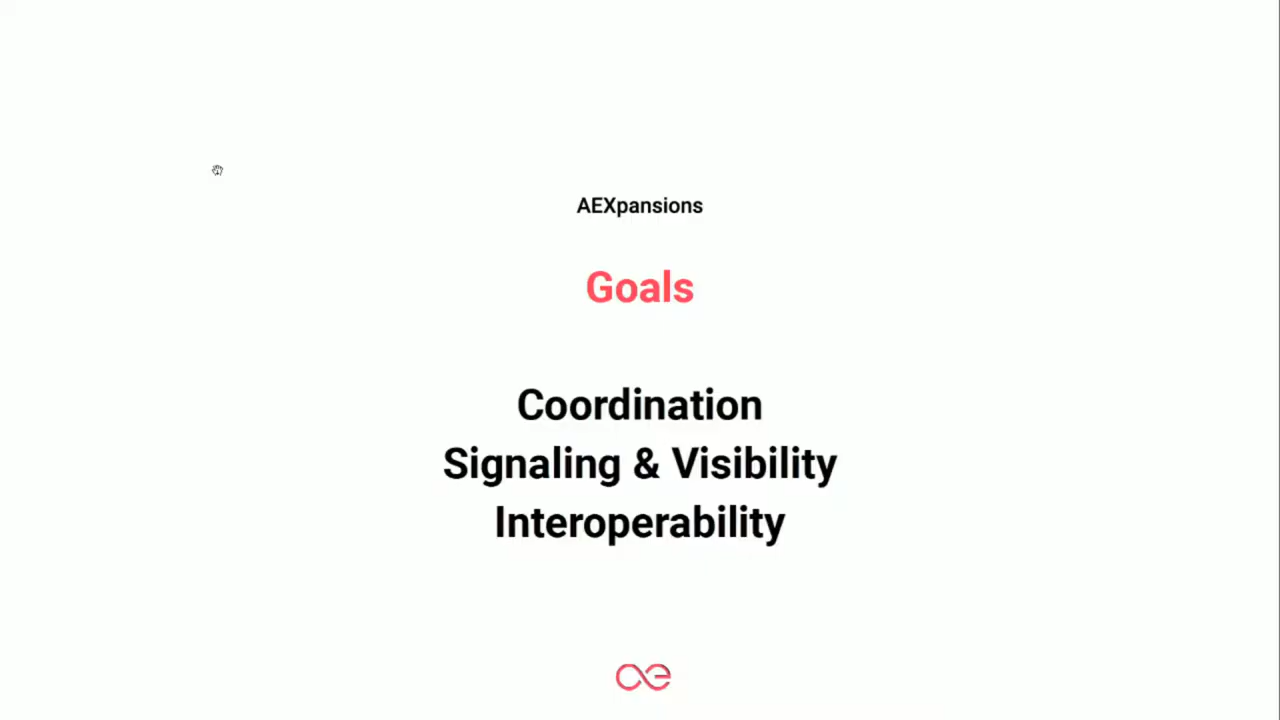 AEXpansions
Goals
Coordination
Signaling & Visibility
Interoperability